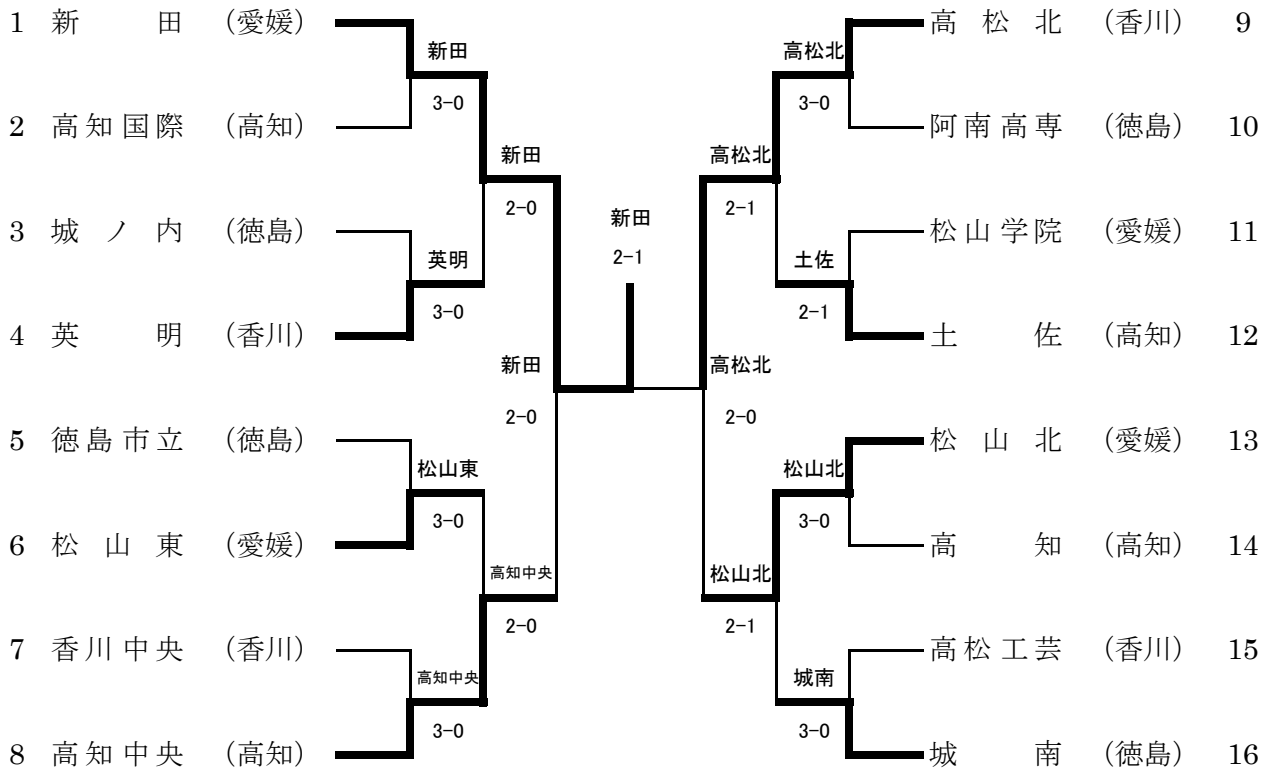 1 新田 (愛媛) 高松北 (香川) 9
新田 高松北
3-0 3-0
2 高知国際 (高知) 阿南高専 (徳島) 10
新田 高松北
2-0 2-1
新田
3 城ノ内 (徳島) 松山学院 (愛媛) 11
2-1
英明 土佐
3-0 2-1
4 英明 (香川) 土佐 (高知) 12
新田 高松北
2-0 2-0
5 徳島市立 (徳島) 松山北 (愛媛) 13
松山東 松山北
3-0 3-0
6 松山東 (愛媛) 高知 (高知) 14
高知中央 松山北
2-0 2-1
7 香川中央 (香川) 高松工芸 (香川) 15
高知中央 城南
3-0 3-0
8 高知中央 (高知) 城南 (徳島) 16